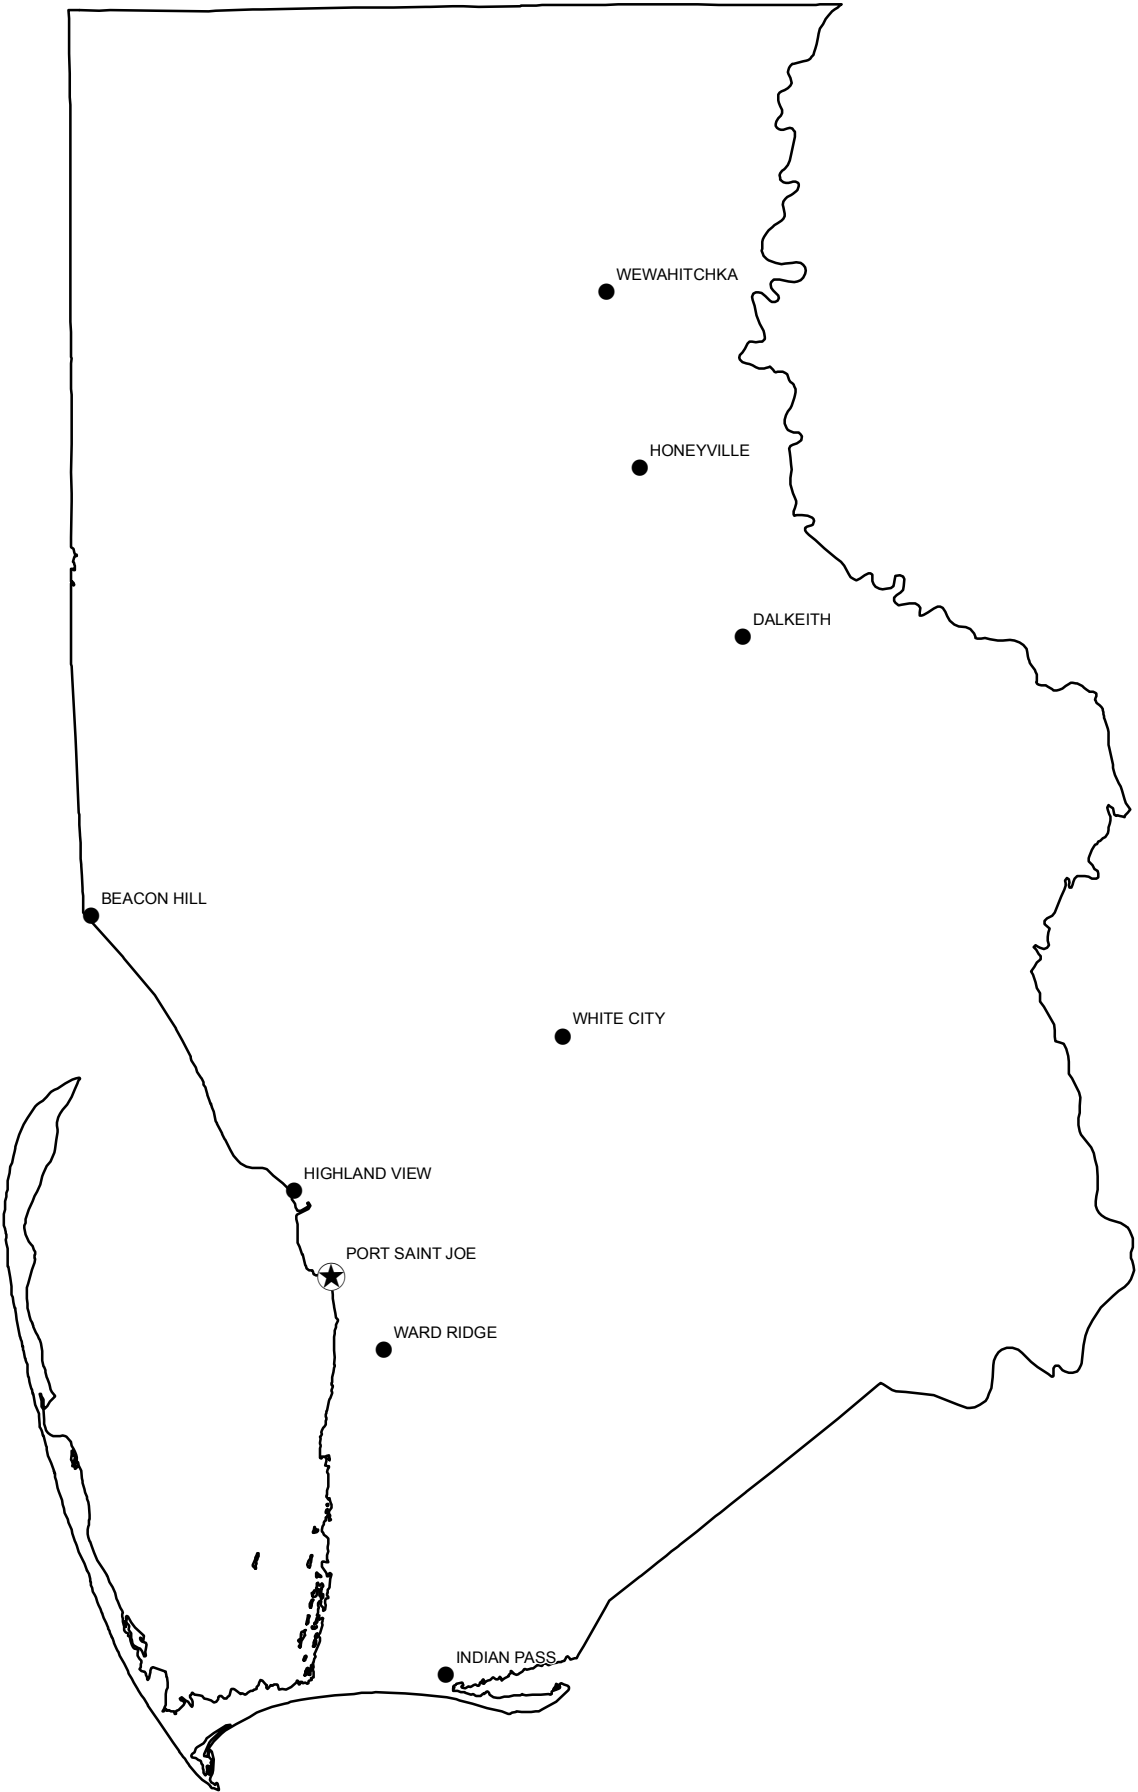 WEWAHITCHKA
HONEYVILLE
DALKEITH
BEACON HILL
WHITE CITY
HIGHLAND VIEW
PORT SAINT JOE
WARD RIDGE
INDIAN PASS